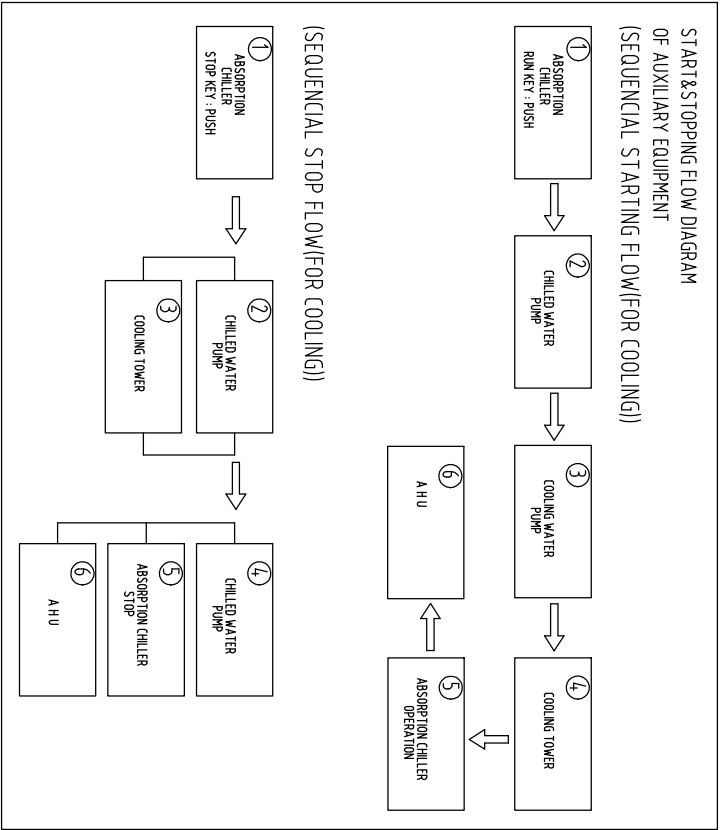 START&STOPPING FLOW DIAGRAM
OF AUXILIARY EQUIPMENT
(SEQUENCIAL STARTING FLOW(FOR COOLING))
1
ABSORPTION
CHILLER
RUN KEY : PUSH
2
CHILLED WATER
PUMP
3
COOLING WATER
PUMP
4
COOLING TOWER
5
ABSORPTION CHILLER
OPERATION
6
A H U
(SEQUENCIAL STOP FLOW(FOR COOLING))
1
ABSORPTION
CHILLER
STOP KEY : PUSH
2
CHILLED WATER
PUMP
3
COOLING TOWER
4
CHILLED WATER
PUMP
5
ABSORPTION CHILLER
STOP
6
A H U